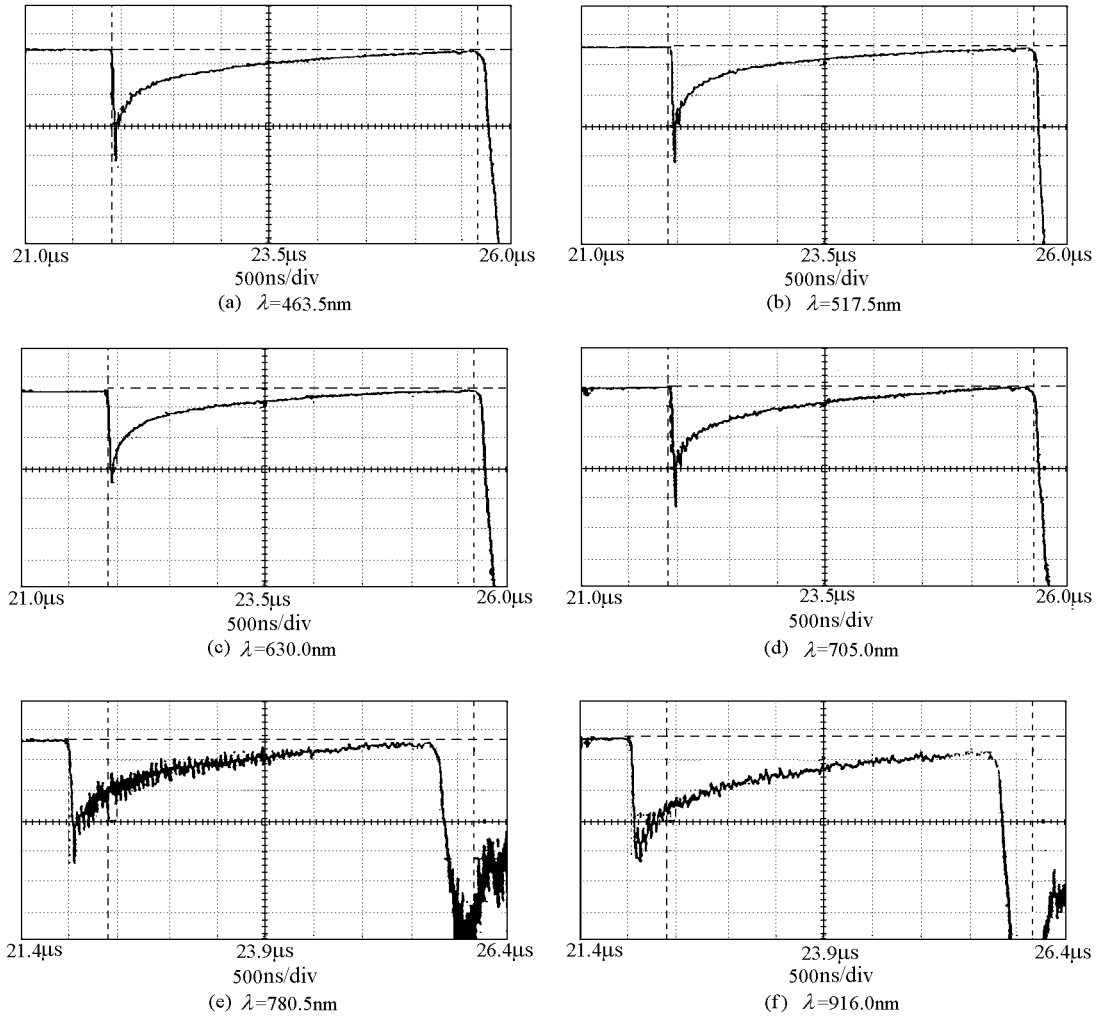 21.0μs 23.5μs 26.0μs
500ns/div
(a) λ=463.5nm
21.0μs 23.5μs 26.0μs
500ns/div
(b) λ=517.5nm
21.0μs 23.5μs 26.0μs
500ns/div
(c) λ=630.0nm
21.0μs 23.5μs 26.0μs
500ns/div
(d) λ=705.0nm
21.4μs 23.9μs 26.4μs
500ns/div
(e) λ=780.5nm
21.4μs 23.9μs 26.4μs
500ns/div
(f) λ=916.0nm